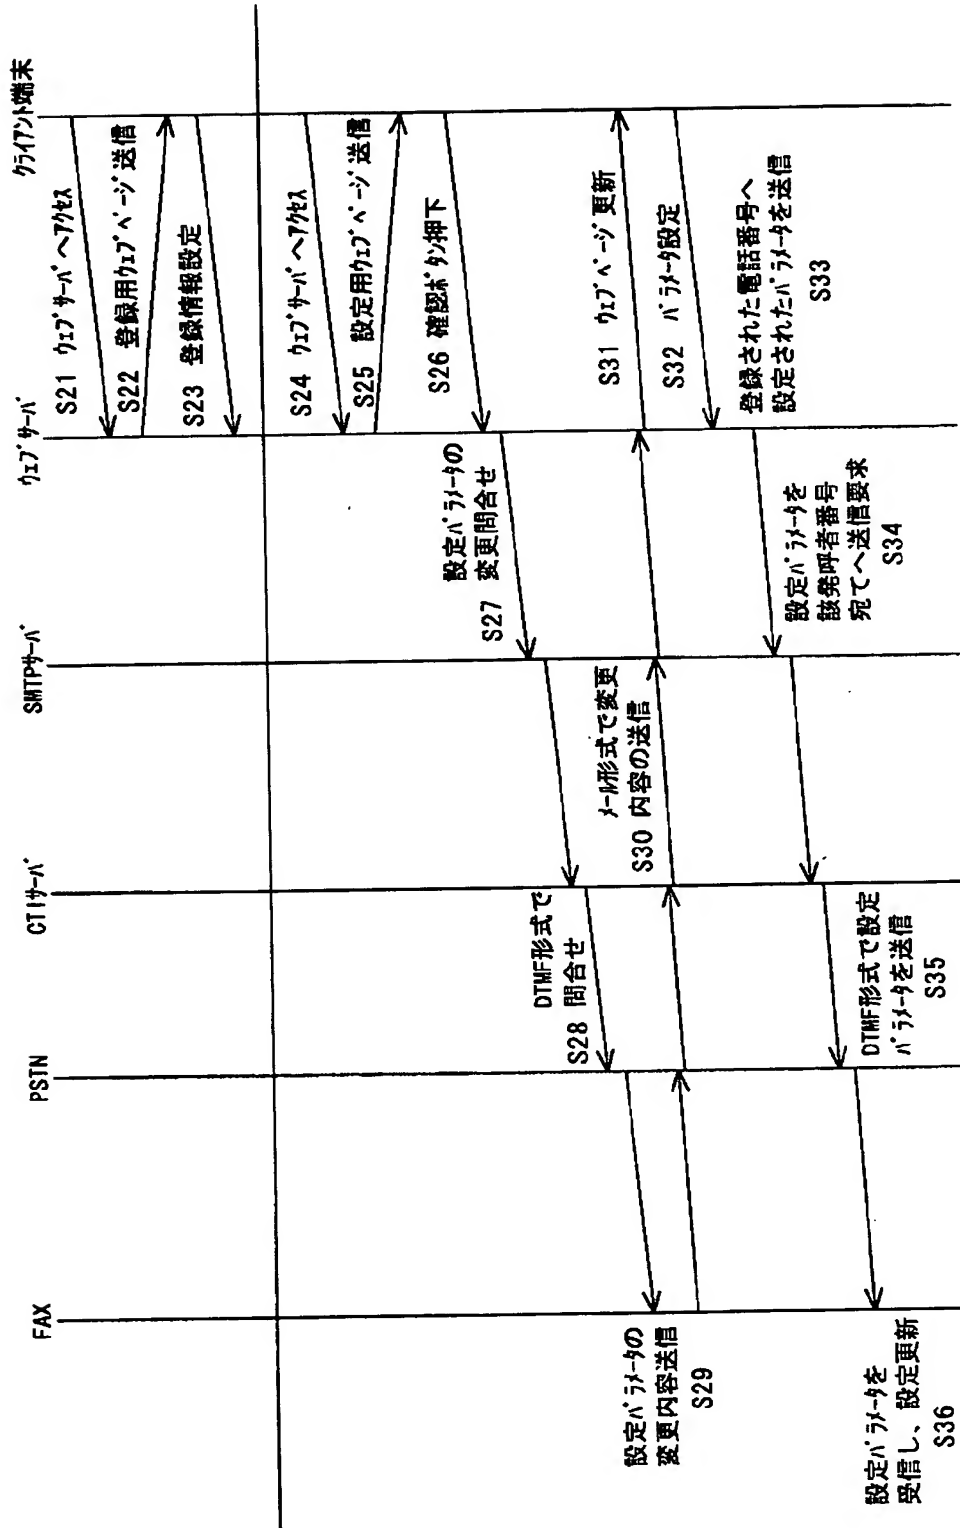 FAX
PSTN
CTIサーバ
SMTPサーバ
ウェブサーバ
クライアント端末
S21 ウェブサーバへアクセス
S22 登録用ウェブページ送信
S23 登録情報設定
S24 ウェブサーバへアクセス
S25 設定用ウェブページ送信
S26 確認ボタン押下
設定パラメータの
変更問合せ
S27
DTMF形式で
S28 問合せ
設定パラメータの
変更内容送信
S29
メール形式で変更
S30 内容の送信
S31 ウェブページ更新
S32 パラメータ設定
登録された電話番号へ
設定されたパラメータを送信
S33
設定パラメータを
該発呼者番号
宛てへ送信要求
S34
DTMF形式で設定
パラメータを送信
S35
設定パラメータを
受信し、設定更新
S36